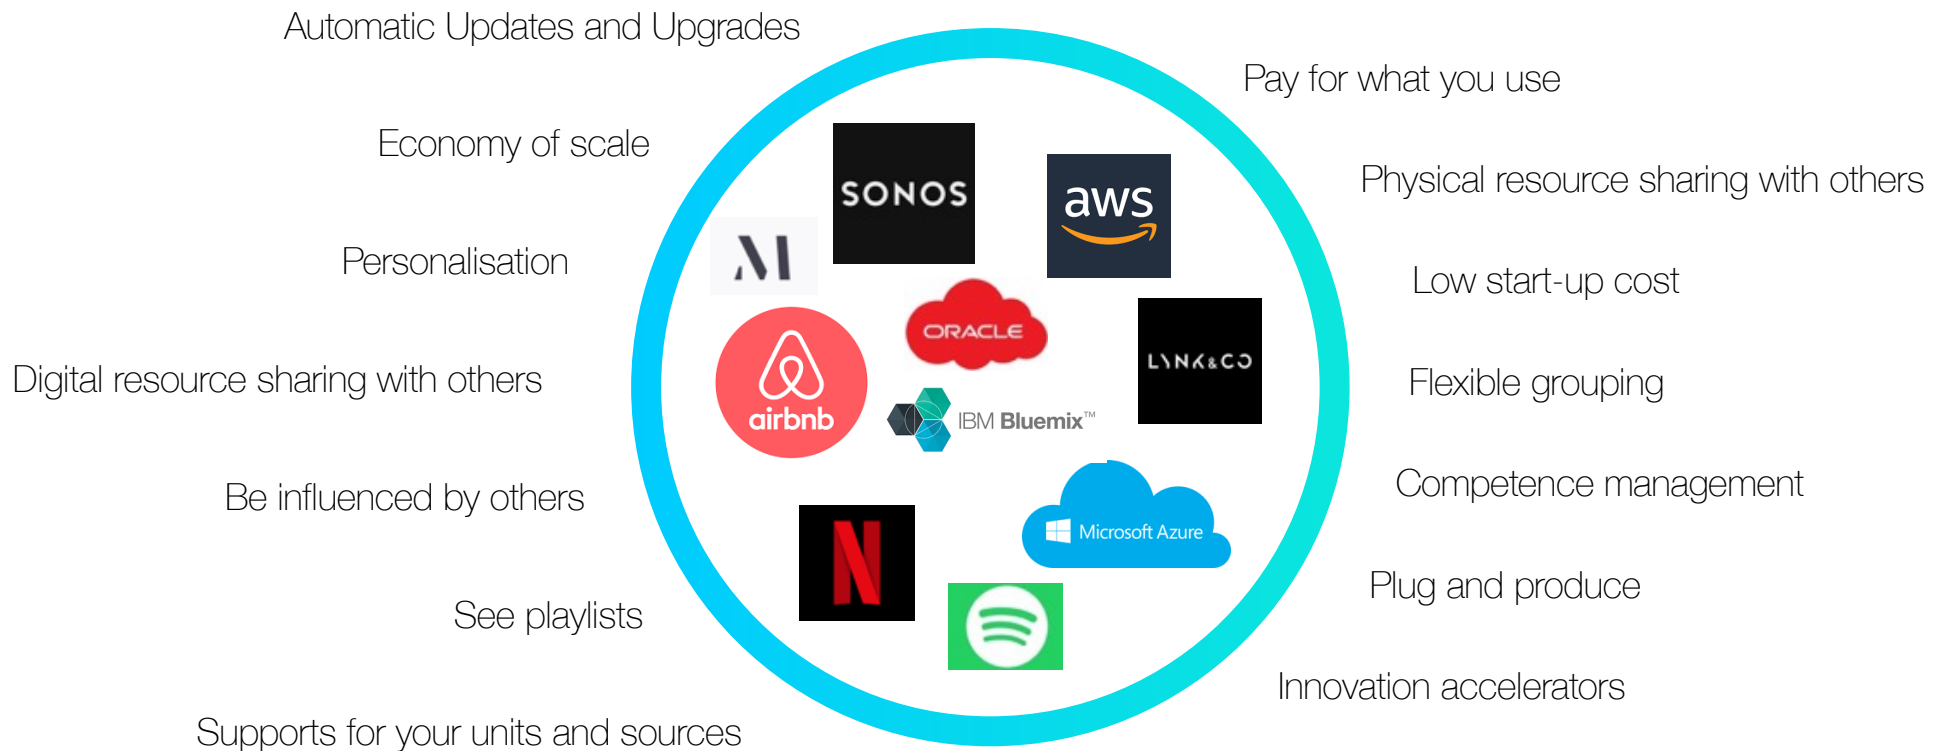 Automatic Updates and Upgrades
Economy of scale
Personalisation
Digital resource sharing with others
Be influenced by others
See playlists
Supports for your units and sources
SONOS
aws
M
ORACLE
LYNK&CO
airbnb
IBM Bluemix™
Microsoft Azure
N
Pay for what you use
Physical resource sharing with others
Low start-up cost
Flexible grouping
Competence management
Plug and produce
Innovation accelerators